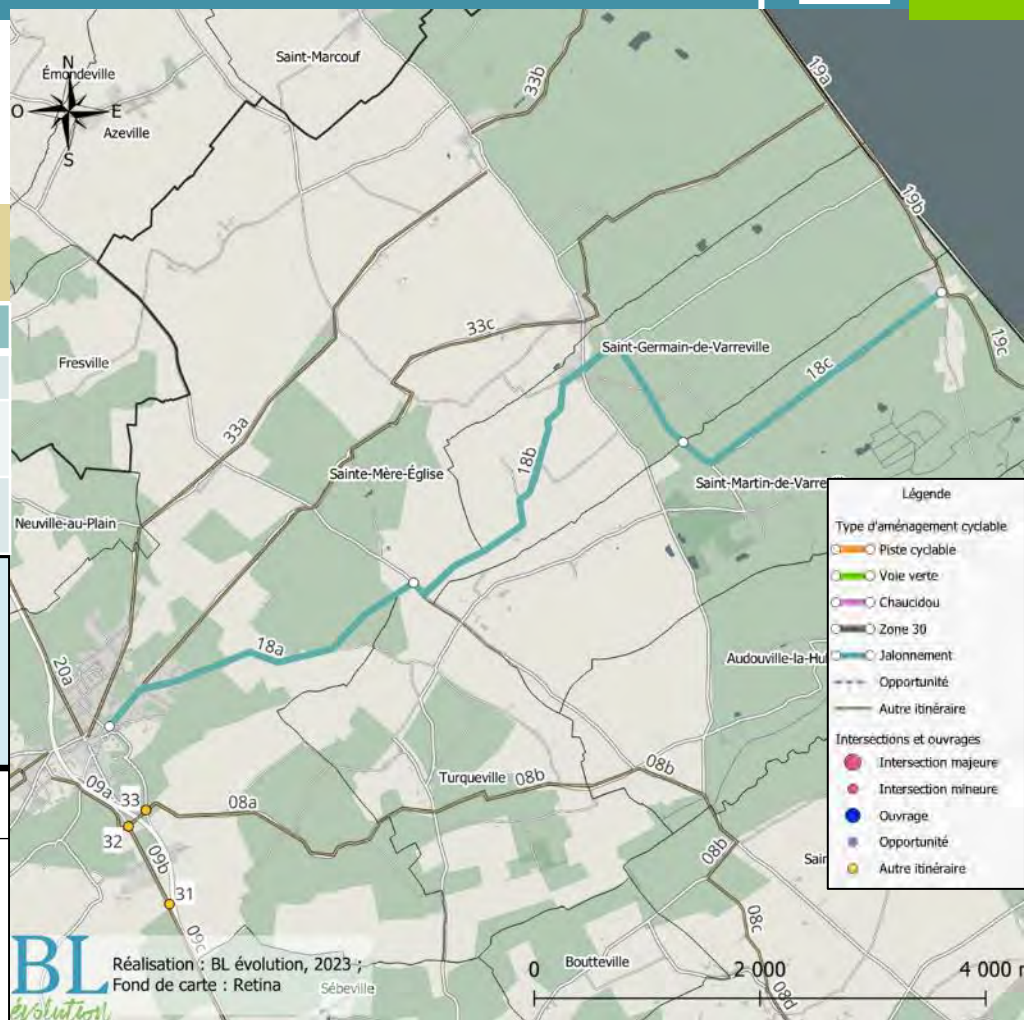 N
O
E
S
Émondeville
Azeville
Saint-Marcouf
33b
19a
19b
19c
Fresville
33c
Saint-Germain-de-Varreville
18c
33a
Sainte-Mère-Église
18b
Saint-Martin-de-Varre
Neuville-au-Plain
18a
20a
Audouville-la-Hu
Turqueville
08b
08b
08b
08a
09a
33
32
09b
31
09c
08c
08d
Sair
Boutteville
Sébeville
Légende
Type d'aménagement cyclable
Piste cyclable
Voie verte
Chaucidou
Zone 30
Jalonnement
Opportunité
Autre itinéraire
Intersections et ouvrages
Intersection majeure
Intersection mineure
Ouvrage
Opportunité
Autre itinéraire
BL
évolution
Réalisation : BL évolution, 2023 ;
Fond de carte : Retina
0 2 000 4 000 m